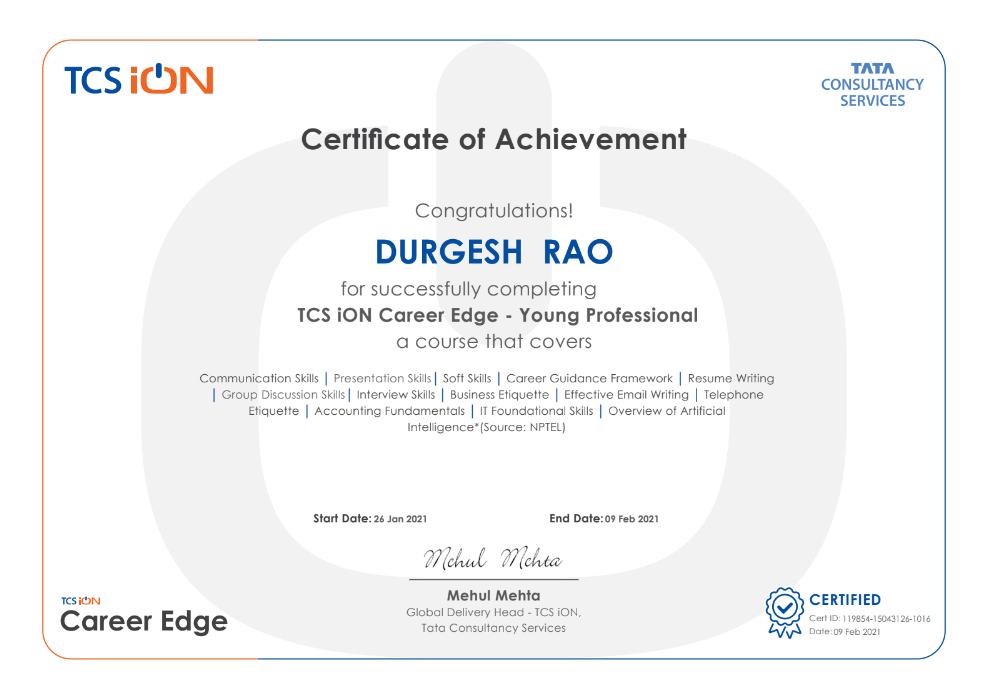 TCS iON
TATA
CONSULTANCY
SERVICES
Certificate of Achievement
Congratulations!
DURGESH RAO
for successfully completing
TCS iON Career Edge - Young Professional
a course that covers
Communication Skills | Presentation Skills | Soft Skills | Career Guidance Framework | Resume Writing
| Group Discussion Skills | Interview Skills | Business Etiquette | Effective Email Writing | Telephone
Etiquette | Accounting Fundamentals | IT Foundational Skills | Overview of Artificial
Intelligence*(Source: NPTEL)
Start Date: 26 Jan 2021 End Date: 09 Feb 2021
Mehul Mehta
Mehul Mehta
Global Delivery Head - TCS iON,
Tata Consultancy Services
TCS iON
Career Edge
CERTIFIED
Cert ID: 119854-15043126-1016
Date: 09 Feb 2021